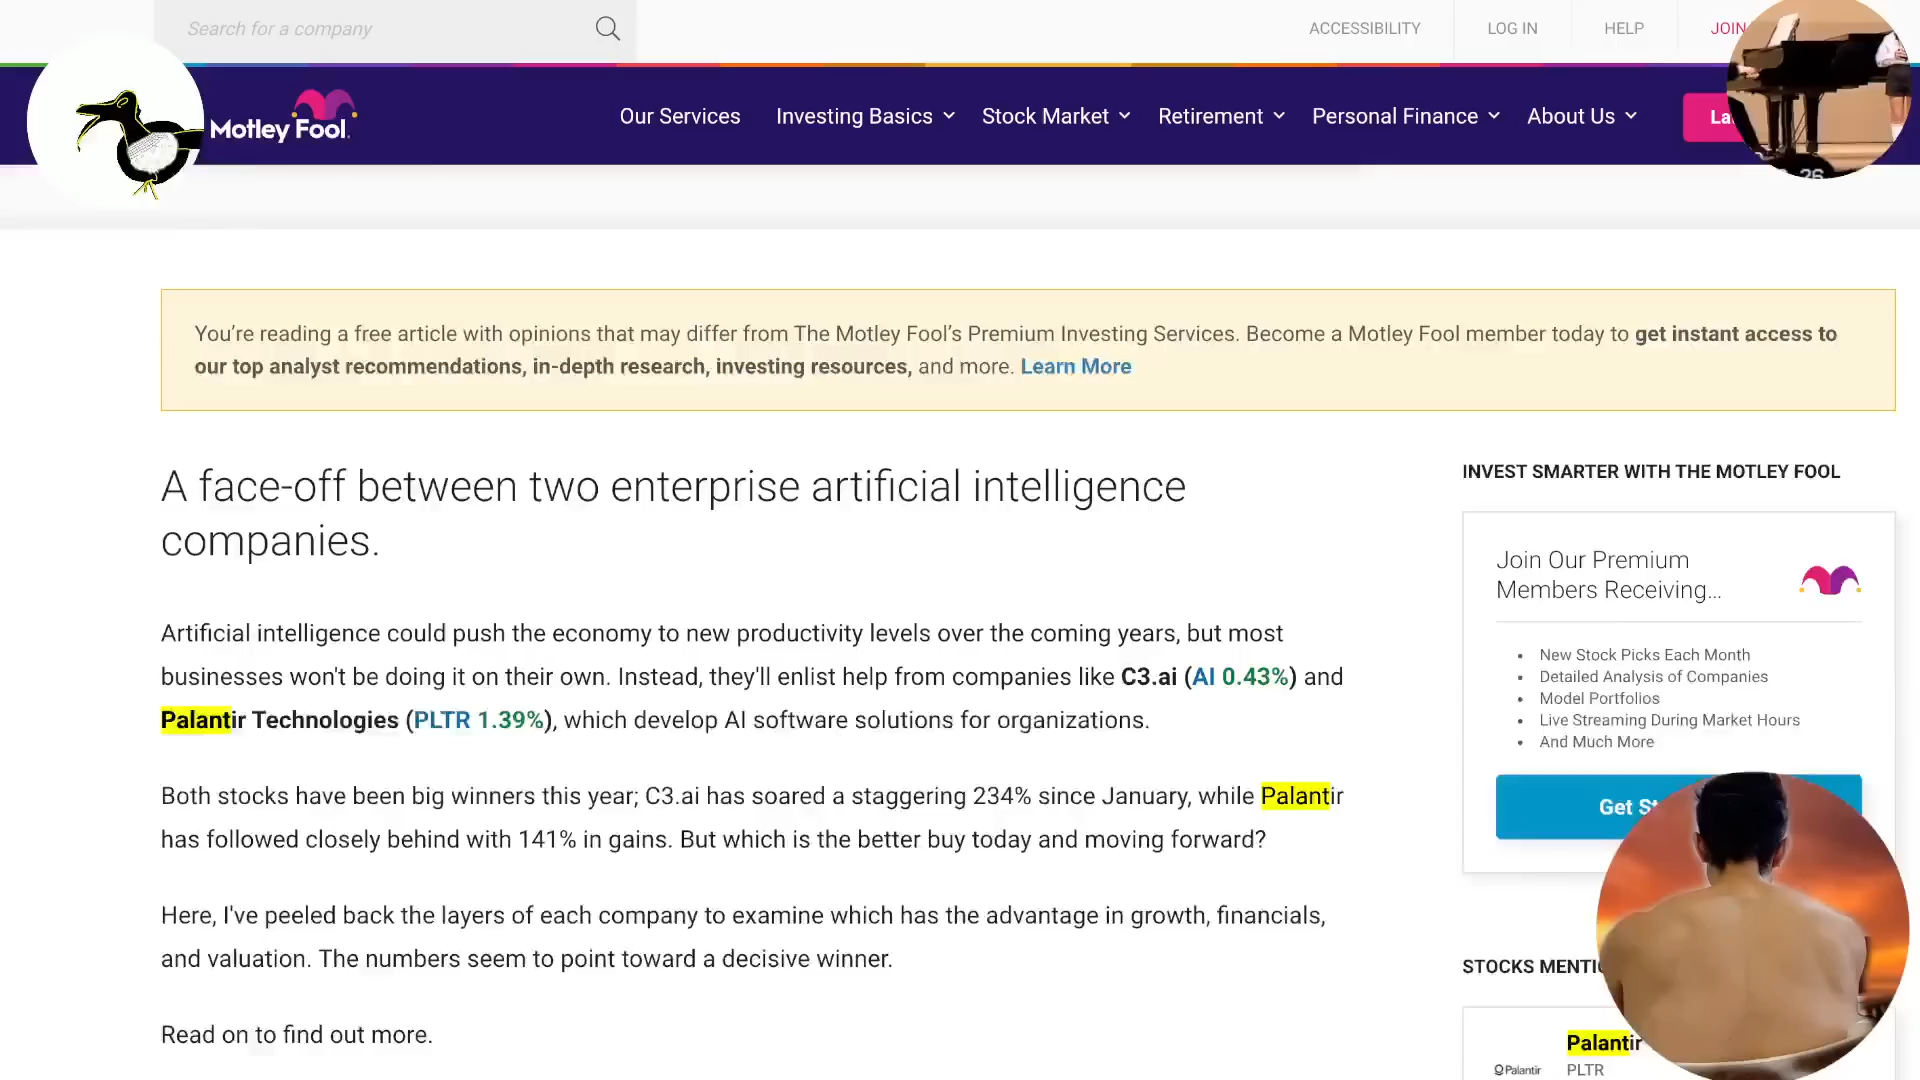 Search for a company
ACCESSIBILITY
LOG IN
HELP
JOIN
Motley Fool
Our Services
Investing Basics
Stock Market
Retirement
Personal Finance
About Us
You’re reading a free article with opinions that may differ from The Motley Fool’s Premium Investing Services. Become a Motley Fool member today to get instant access to
our top analyst recommendations, in-depth research, investing resources, and more. Learn More
A face-off between two enterprise artificial intelligence
companies.
Artificial intelligence could push the economy to new productivity levels over the coming years, but most
businesses won't be doing it on their own. Instead, they'll enlist help from companies like C3.ai (AI 0.43%) and
Palantir Technologies (PLTR 1.39%), which develop AI software solutions for organizations.
Both stocks have been big winners this year; C3.ai has soared a staggering 234% since January, while Palantir
has followed closely behind with 141% in gains. But which is the better buy today and moving forward?
Here, I've peeled back the layers of each company to examine which has the advantage in growth, financials,
and valuation. The numbers seem to point toward a decisive winner.
Read on to find out more.
INVEST SMARTER WITH THE MOTLEY FOOL
Join Our Premium
Members Receiving...
New Stock Picks Each Month
Detailed Analysis of Companies
Model Portfolios
Live Streaming During Market Hours
And Much More
Get
STOCKS
Palantir
Palantir
PLTR